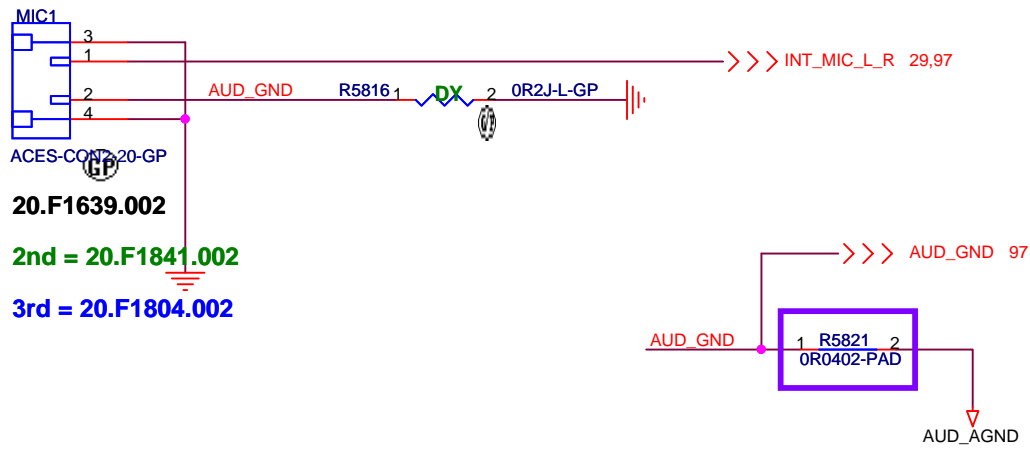 MIC1
3
1
INT_MIC_L_R 29,97
AUD_GND
R5816
1
DY
2
0R2J-L-GP
2
4
G/P
ACES-CON2-20-GP
GP
20.F1639.002
2nd = 20.F1841.002
3rd = 20.F1804.002
AUD_GND 97
AUD_GND
1
R5821
2
0R0402-PAD
AUD_AGND